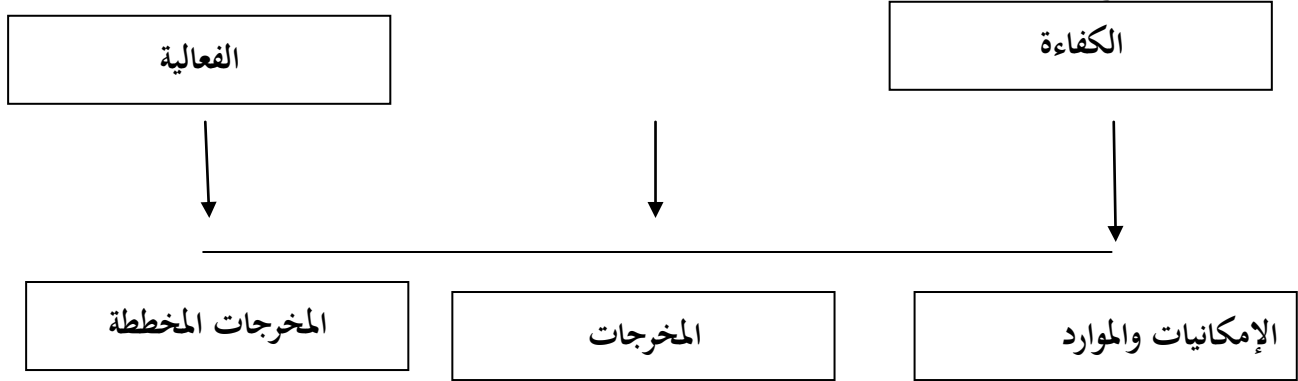 الكفاءة
الفعالية
الإمكانيات والموارد
المخرجات
المخرجات المخططة